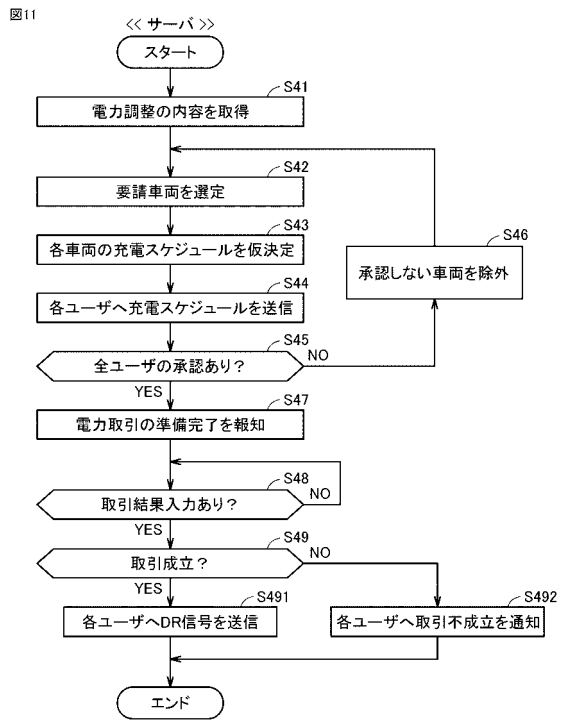 図11
<< サーバ >>
スタート
S41
電力調整の内容を取得
S42
要請車両を選定
S43
各車両の充電スケジュールを仮決定
S46
承認しない車両を除外
S44
各ユーザへ充電スケジュールを送信
S45
全ユーザの承認あり?
NO
YES
S47
電力取引の準備完了を報知
S48
取引結果入力あり?
NO
YES
S49
取引成立?
NO
YES
S491
各ユーザへDR信号を送信
S492
各ユーザへ取引不成立を通知
エンド